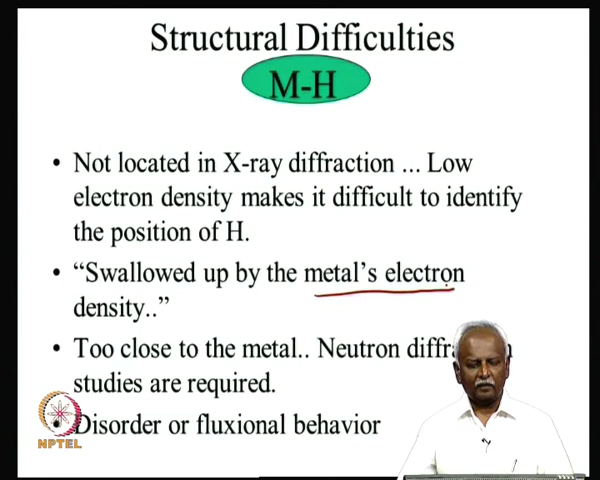 Structural Difficulties
M-H
• Not located in X-ray diffraction ... Low
electron density makes it difficult to identify
the position of H.
• “Swallowed up by the metal’s electron
density..”
• Too close to the metal.. Neutron
studies are required.
Disorder or fluxional behavior
NPTEL